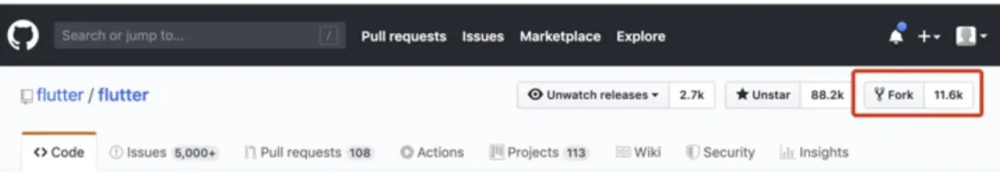 Search or jump to... / Pull requests Issues Marketplace Explore
flutter / flutter Unwatch releases 2.7k Unstar 88.2k Fork 11.6k
<> Code Issues 5,000+ Pull requests 108 Actions Projects 113 Wiki Security Insights